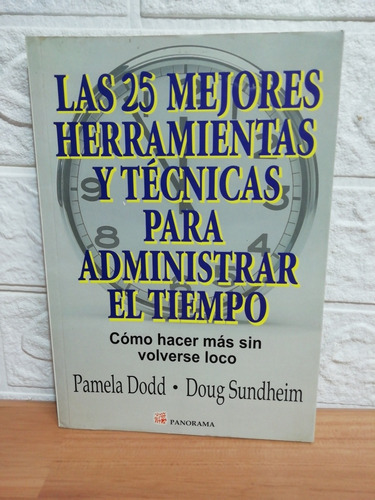 LAS 25 MEJORES
HERRAMIENTAS
Y TÉCNICAS
PARA
ADMINISTRAR
EL TIEMPO
Cómo hacer más sin
volverse loco
Pamela Dodd • Doug Sundheim
PANORAMA